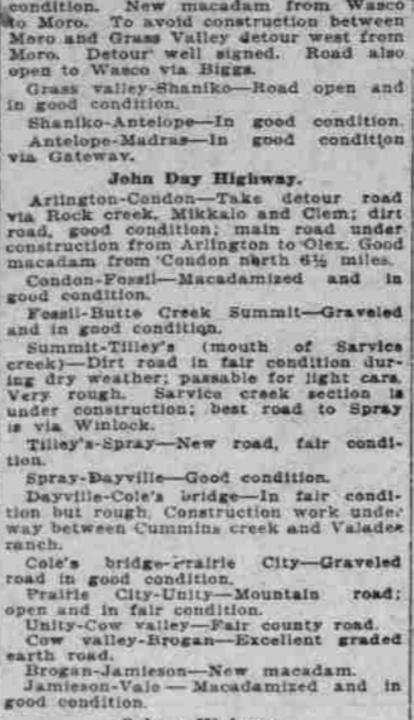 condition. New macadam from Wasco
to Moro. To avoid construction between
Moro and Grass Valley detour west from
Moro. Detour well signed. Road also
open to Wasco via Biggs.
Grass valley-Shaniko—Road open and
in good condition.
Shaniko-Antelope—In good condition.
Antelope-Madras—In good condition
via Gateway.
John Day Highway.
Arlington-Condon—Take detour road
via Rock creek, Mikkalo and Clem; dirt
road, good condition; main road under
construction from Arlington to Olex. Good
macadam from Condon north 6½ miles.
Condon-Fossil—Macadamized and in
good condition.
Fossil-Butte Creek Summit—Graveled
and in good condition.
Summit-Tilley's (mouth of Sarvice
creek)—Dirt road in fair condition dur-
ing dry weather; passable for light cars.
Very rough. Sarvice creek section is
under construction; best road to Spray
is via Winlock.
Tilley's-Spray—New road, fair condi-
tion.
Spray-Dayville—Good condition.
Dayville-Cole's bridge—In fair condi-
tion but rough. Construction work under
way between Cummins creek and Valades
ranch.
Cole's bridge-Prairie City—Graveled
road in good condition.
Prairie City-Unity—Mountain road;
open and in fair condition.
Unity-Cow valley—Fair county road.
Cow valley-Brogan—Excellent graded
earth road.
Brogan-Jamieson—New macadam.
Jamieson-Vale — Macadamized and in
good condition.